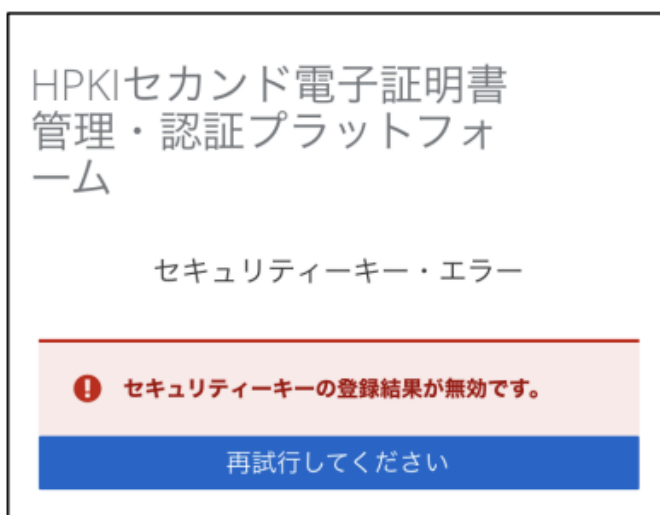 HPKIセカンド電子証明書
管理・認証プラットフォ
ーム
セキュリティーキー・エラー
セキュリティーキーの登録結果が無効です。
再試行してください